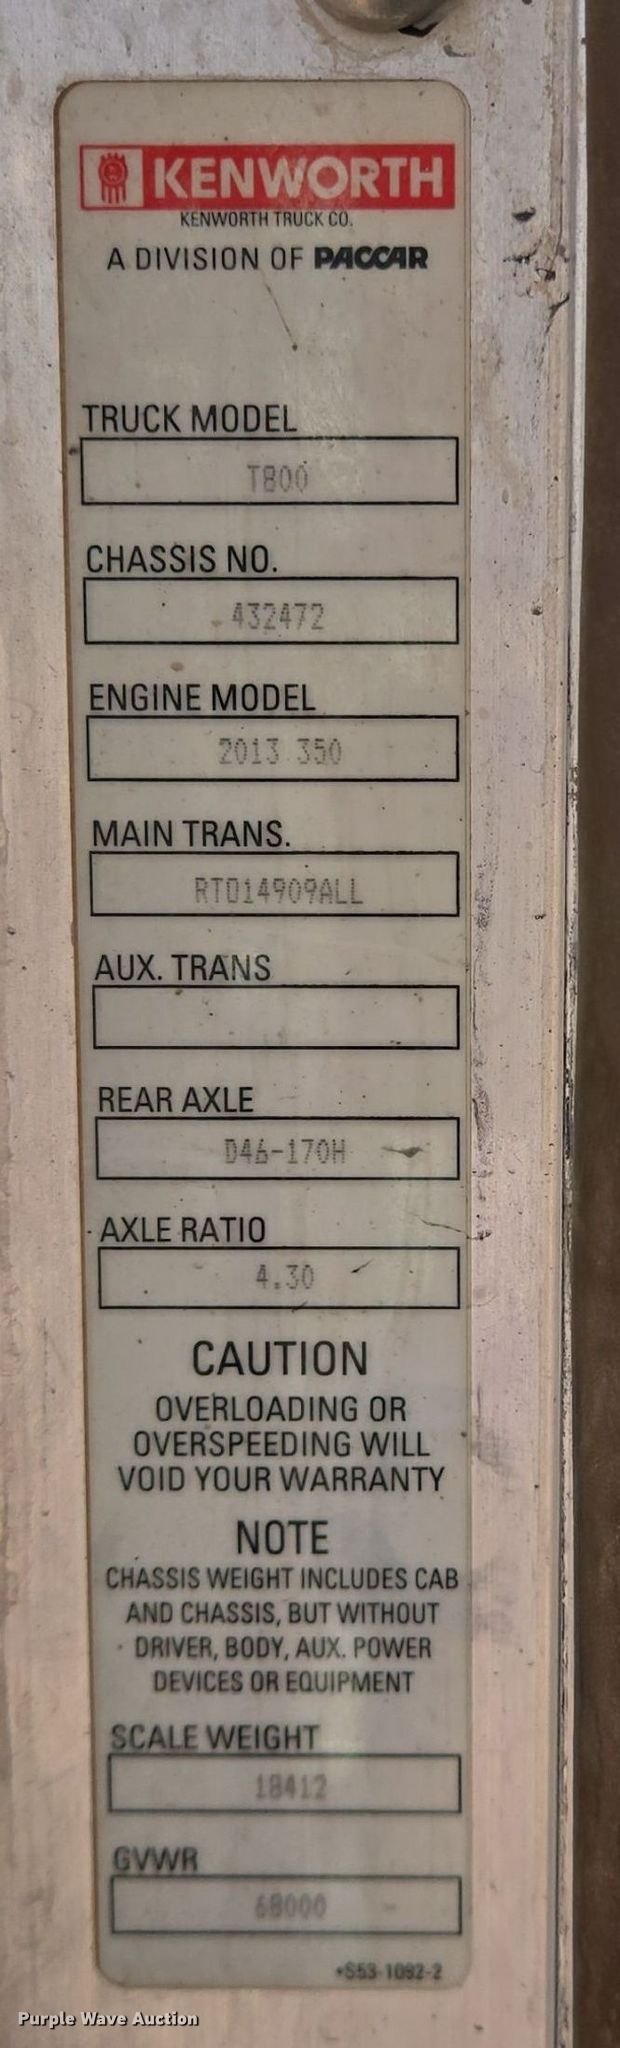 KENWORTH
KENWORTH TRUCK CO.
A DIVISION OF PACCAR
TRUCK MODEL
T800
CHASSIS NO.
432472
ENGINE MODEL
2013 350
MAIN TRANS.
RTO14909ALL
AUX. TRANS
REAR AXLE
D46-170H
AXLE RATIO
4.30
CAUTION
OVERLOADING OR
OVERSPEEDING WILL
VOID YOUR WARRANTY
NOTE
CHASSIS WEIGHT INCLUDES CAB
AND CHASSIS, BUT WITHOUT
DRIVER, BODY, AUX. POWER
DEVICES OR EQUIPMENT
SCALE WEIGHT
18412
GVWR
68000
*S53-1092-2
Purple Wave Auction